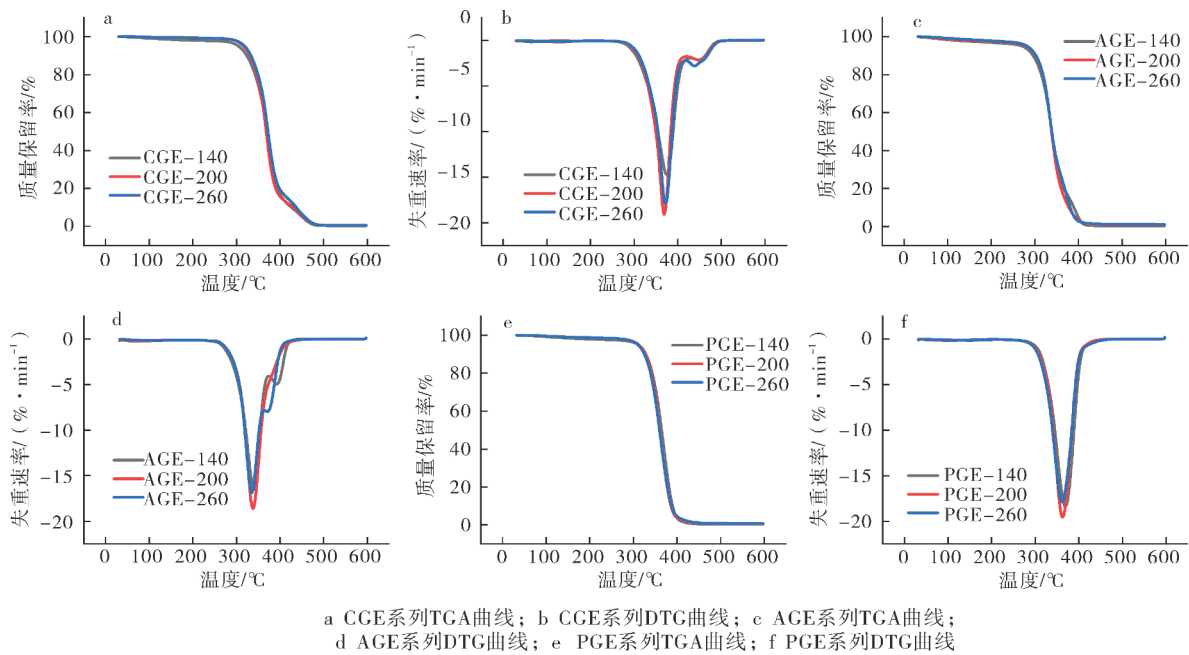 a
100
80
60
40
20
0
质量保留率/%
CGE-140
CGE-200
CGE-260
0 100 200 300 400 500 600
温度/℃
b
0
-5
-10
-15
-20
失重速率/（%·min⁻¹）
CGE-140
CGE-200
CGE-260
0 100 200 300 400 500 600
温度/℃
c
100
80
60
40
20
0
质量保留率/%
AGE-140
AGE-200
AGE-260
0 100 200 300 400 500 600
温度/℃
d
0
-5
-10
-15
-20
失重速率/（%·min⁻¹）
AGE-140
AGE-200
AGE-260
0 100 200 300 400 500 600
温度/℃
e
100
80
60
40
20
0
质量保留率/%
PGE-140
PGE-200
PGE-260
0 100 200 300 400 500 600
温度/℃
f
0
-5
-10
-15
-20
失重速率/（%·min⁻¹）
PGE-140
PGE-200
PGE-260
0 100 200 300 400 500 600
温度/℃
a CGE系列TGA曲线；b CGE系列DTG曲线；c AGE系列TGA曲线；
d AGE系列DTG曲线；e PGE系列TGA曲线；f PGE系列DTG曲线